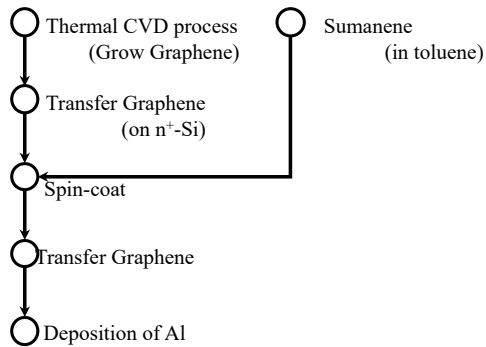 Thermal CVD process
(Grow Graphene)
Sumanene
(in toluene)
Transfer Graphene
(on n⁺-Si)
Spin-coat
Transfer Graphene
Deposition of Al